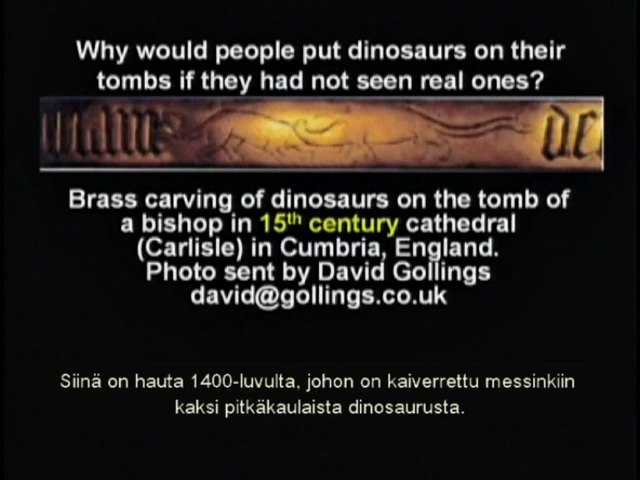 Why would people put dinosaurs on their
tombs if they had not seen real ones?
Brass carving of dinosaurs on the tomb of
a bishop in 15th century cathedral
(Carlisle) in Cumbria, England.
Photo sent by David Gollings
david@gollings.co.uk
Siinä on hauta 1400-luvulta, johon on kaiverrettu messinkiin
kaksi pitkäkaulaista dinosaurusta.